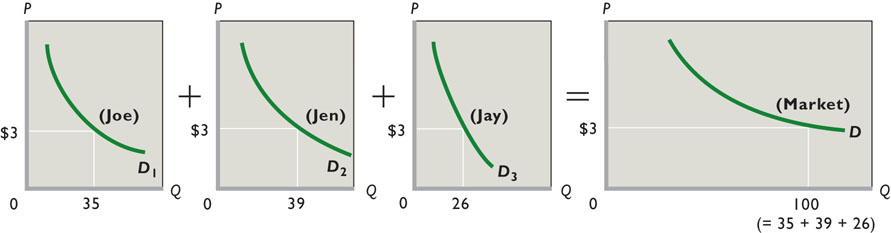 P
(Joe)
$3
D1
0
35
Q
+
P
(Jen)
$3
D2
0
39
Q
+
P
(Jay)
$3
D3
0
26
Q
=
P
(Market)
$3
D
0
100
Q
(= 35 + 39 + 26)